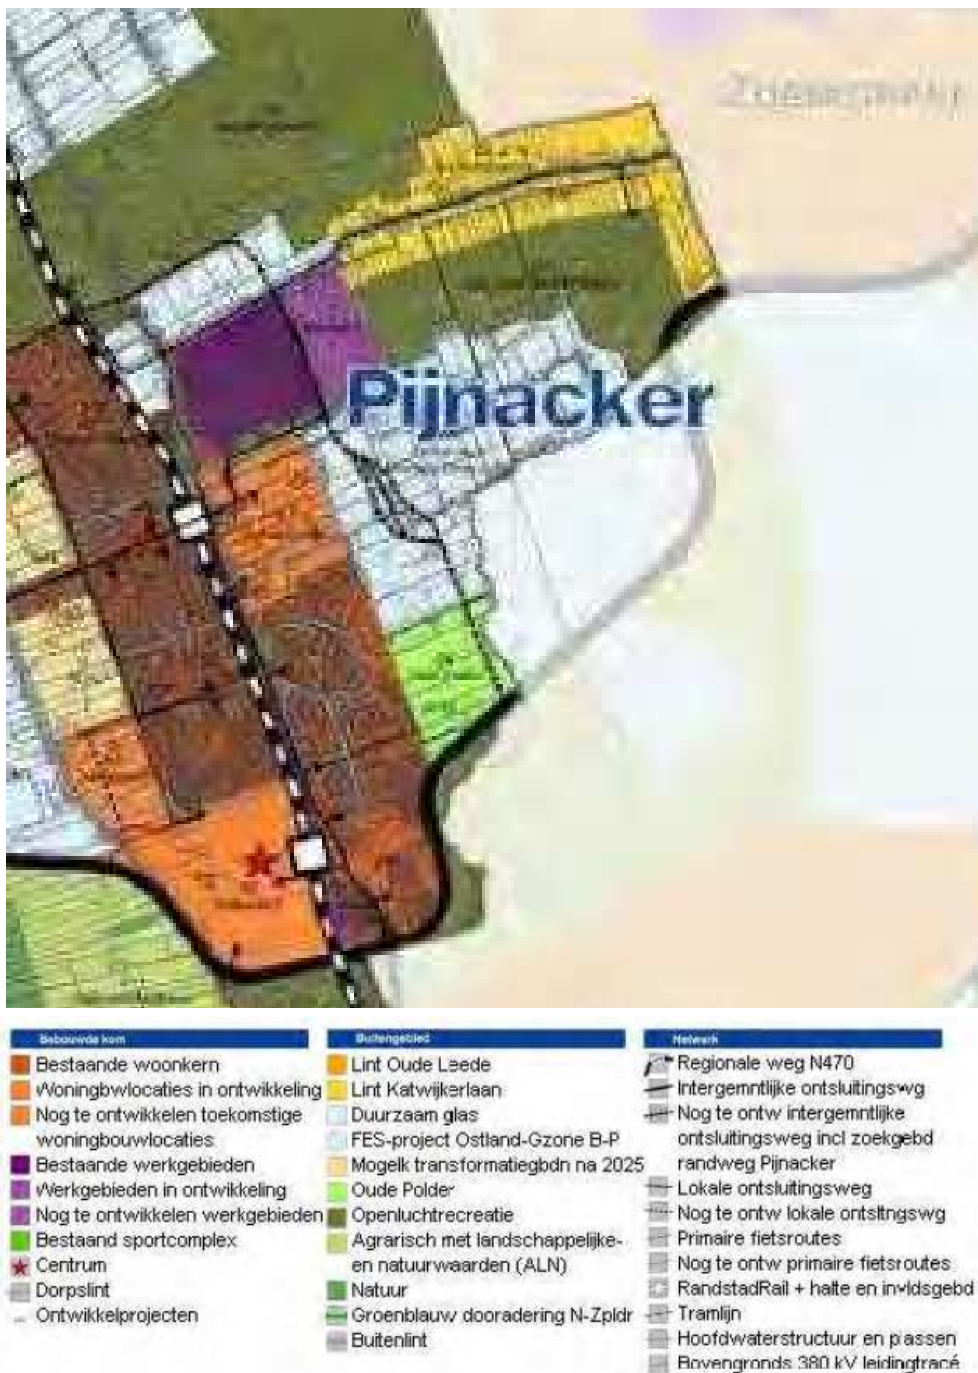 Pijnacker
Bebouwde kom
Bestaande woonkern
Woningbwlocaties in ontwikkeling
Nog te ontwikkelen toekomstige
woningbouwlocaties
Bestaande werkgebieden
Werkgebieden in ontwikkeling
Nog te ontwikkelen werkgebieden
Bestaand sportcomplex
Centrum
Dorpslint
Ontwikkelprojecten
Buitengebied
Lint Oude Leede
Lint Katwijkerlaan
Duurzaam glas
FES-project Ostland-Gzone B-P
Mogelk transformatiegbdn na 2025
Oude Polder
Openluchtrecreatie
Agrarisch met landschappelijke-
en natuurwaarden (ALN)
Natuur
Groenblauw dooradering N-Zpldr
Buitenlint
Netwerk
Regionale weg N470
Intergemntlijke ontsluitingswg
Nog te ontw intergemntlijke
ontsluitingsweg incl zoekgebd
randweg Pijnacker
Lokale ontsluitingsweg
Nog te ontw lokale ontsltngswg
Primaire fietsroutes
Nog te ontw primaire fietsroutes
RandstadRail + halte en invldsgebd
Tramlijn
Hoofdwaterstructuur en plassen
Bovengronds 380 kV leidingtracé